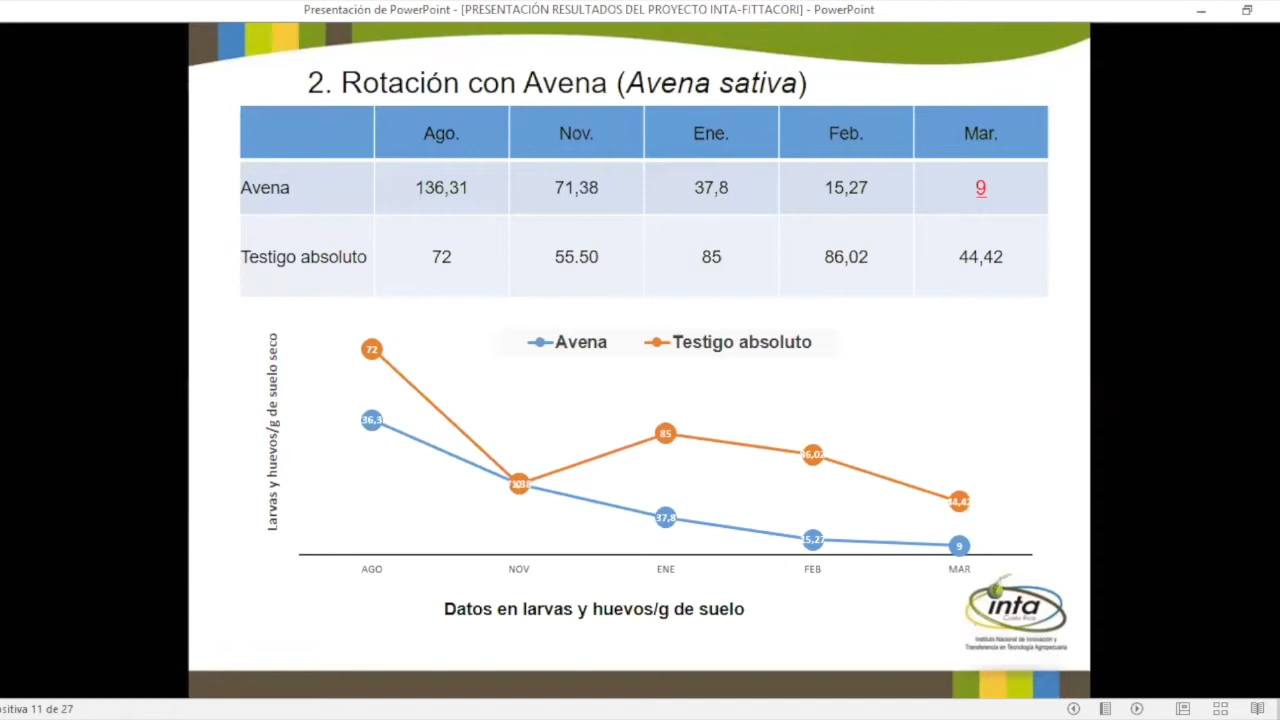 Presentación de PowerPoint - [PRESENTACIÓN RESULTADOS DEL PROYECTO INTA-FITTACORI] - PowerPoint
2. Rotación con Avena (Avena sativa)
Ago. Nov. Ene. Feb. Mar.
Avena 136,31 71,38 37,8 15,27 9
Testigo absoluto 72 55.50 85 86,02 44,42
Larvas y huevos/g de suelo seco
Avena Testigo absoluto
72
36,3
85
86,02
44,42
37,8
15,27
9
AGO NOV ENE FEB MAR
Datos en larvas y huevos/g de suelo
inta
Costa Rica
Instituto Nacional de Innovación y
Transferencia en Tecnología Agropecuaria
ositiva 11 de 27